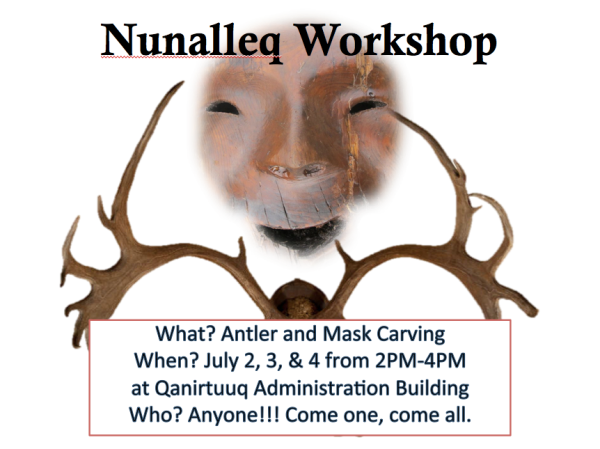 Nunalleq Workshop
What? Antler and Mask Carving
When? July 2, 3, & 4 from 2PM-4PM
at Qanirtuuq Administration Building
Who? Anyone!!! Come one, come all.